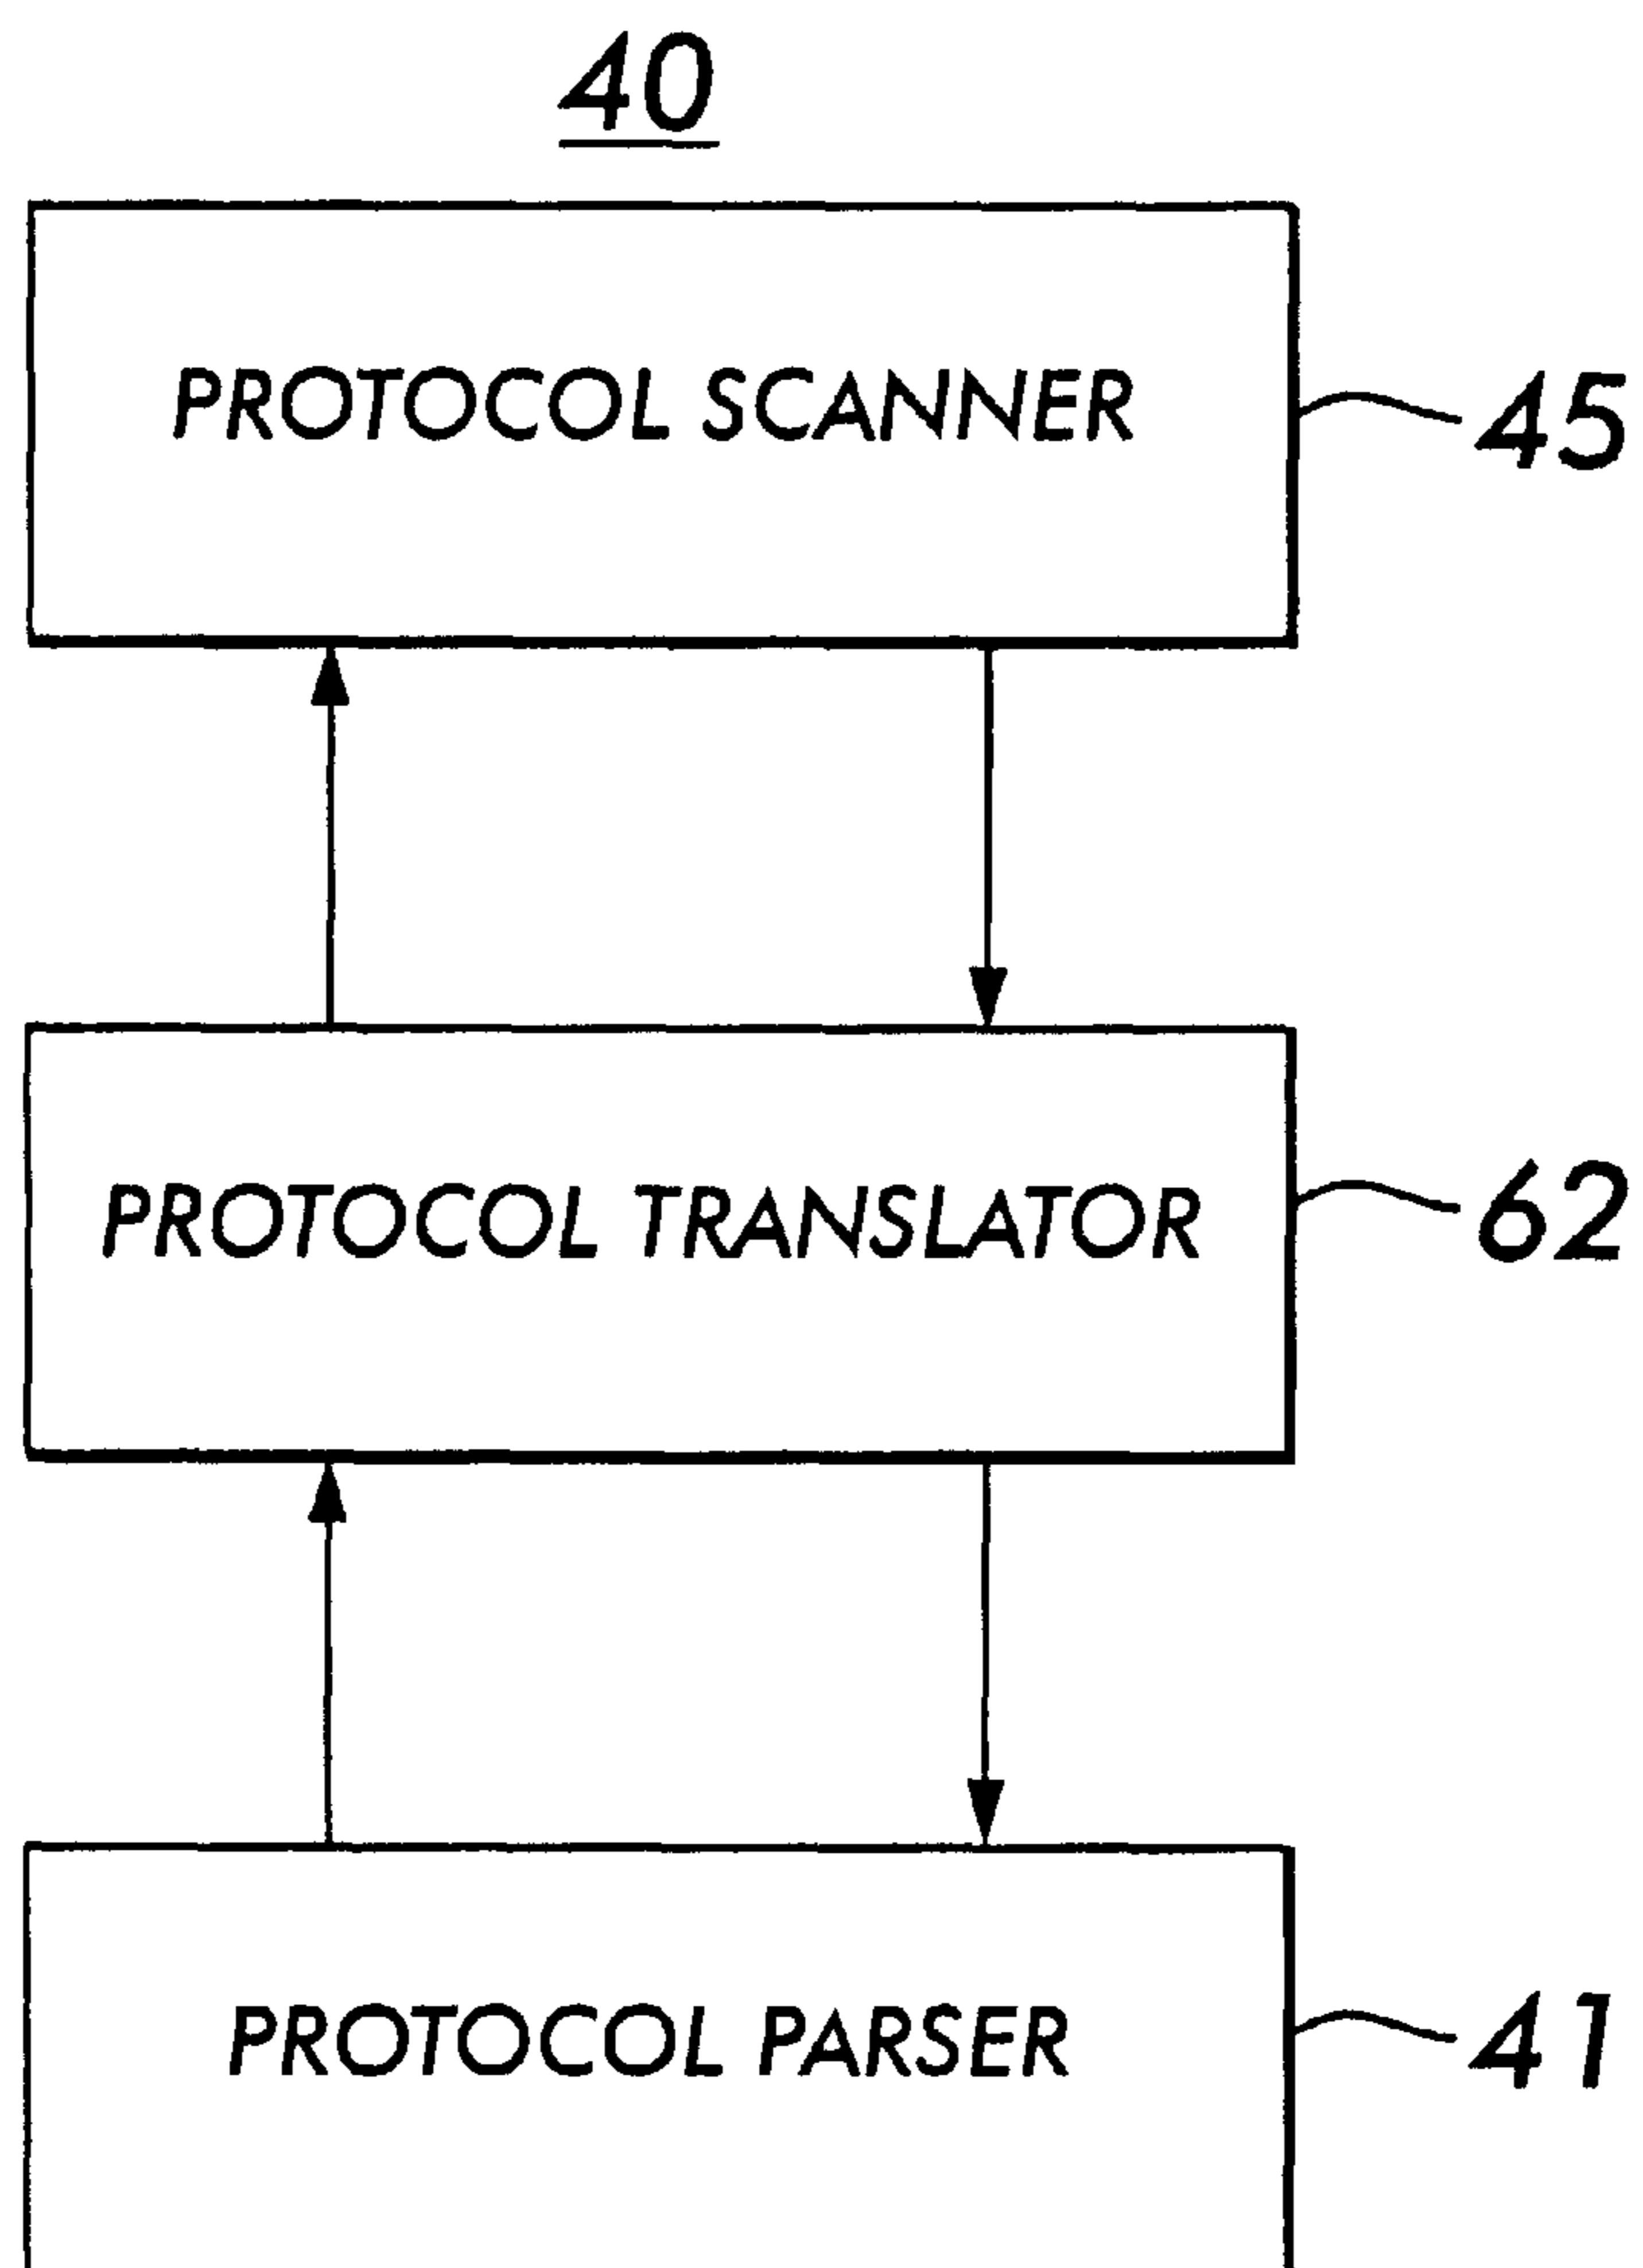 40
PROTOCOL SCANNER
45
PROTOCOL TRANSLATOR
62
PROTOCOL PARSER
41